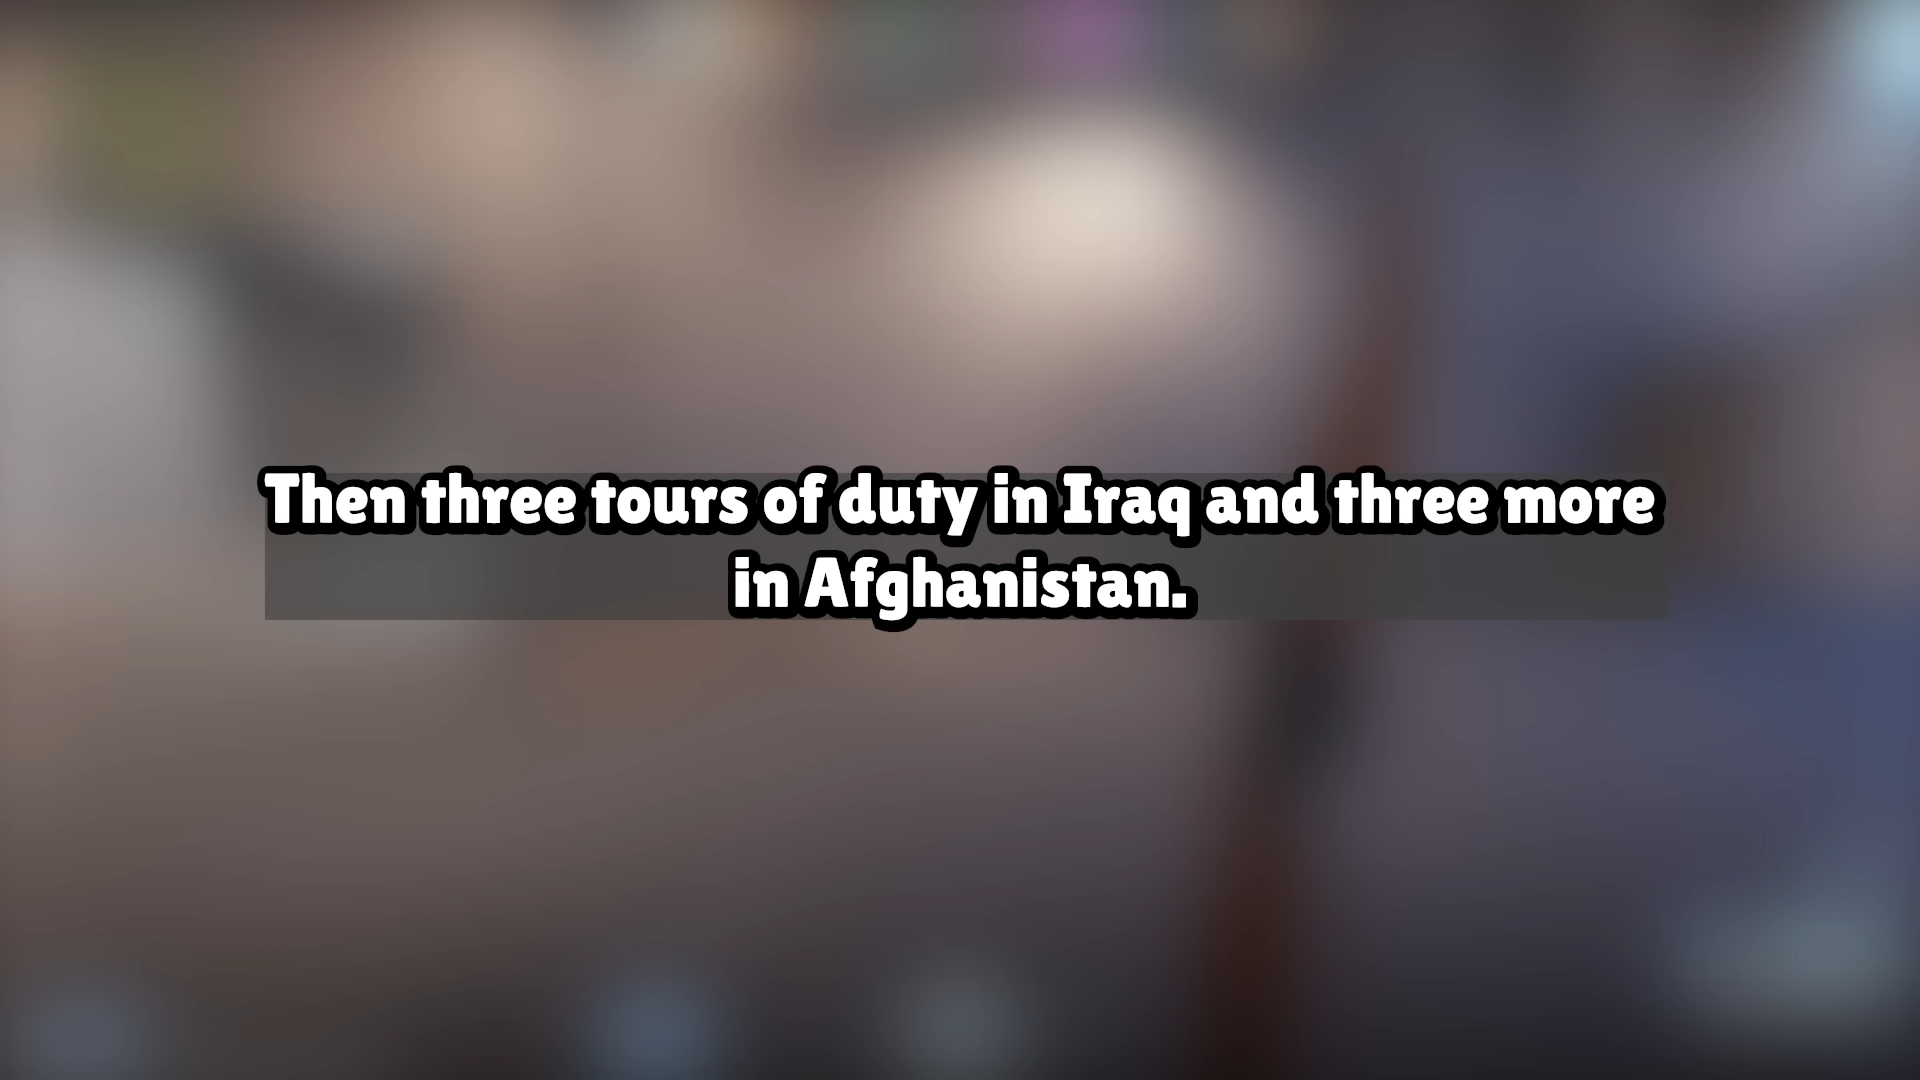 Then three tours of duty in Iraq and three more
in Afghanistan.